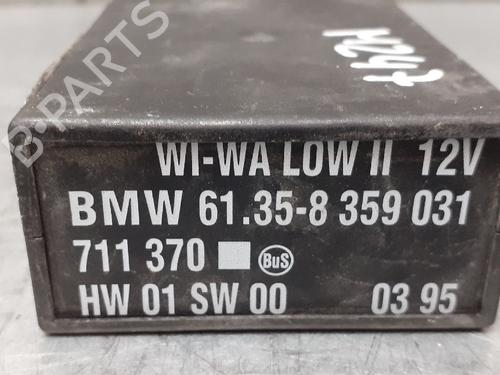 M247
B-PARTS
WI-WA LOW II 12V
BMW 61.35-8 359 031
711 370 BuS
HW 01 SW 00 03 95